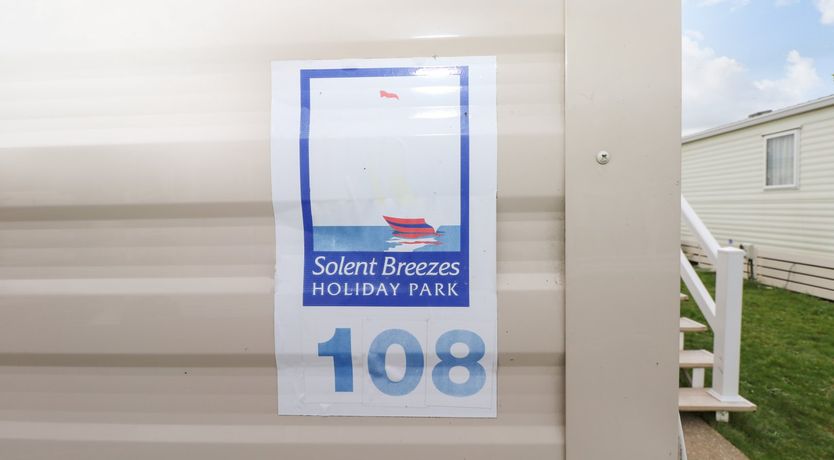 Solent Breezes
HOLIDAY PARK
108